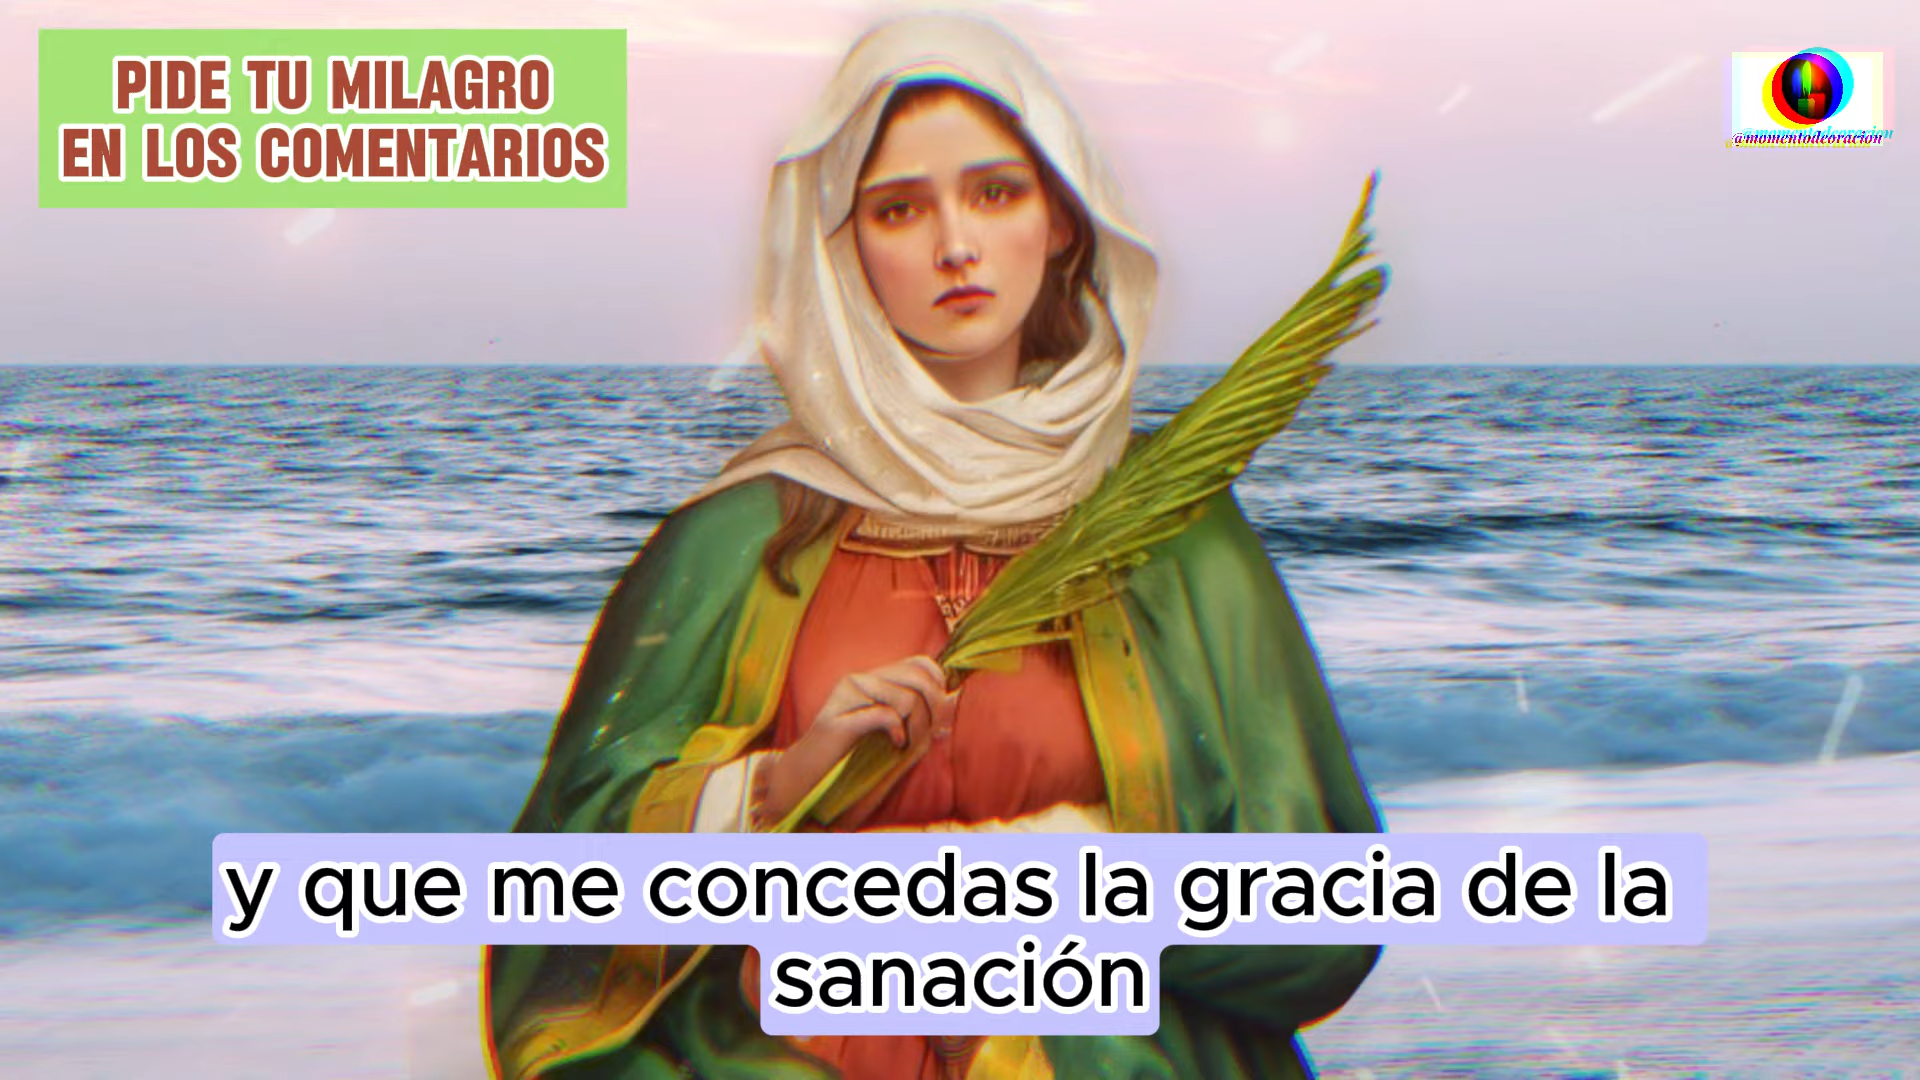 PIDE TU MILAGRO
EN LOS COMENTARIOS
@momentodeoracion
y que me concedas la gracia de la
sanación